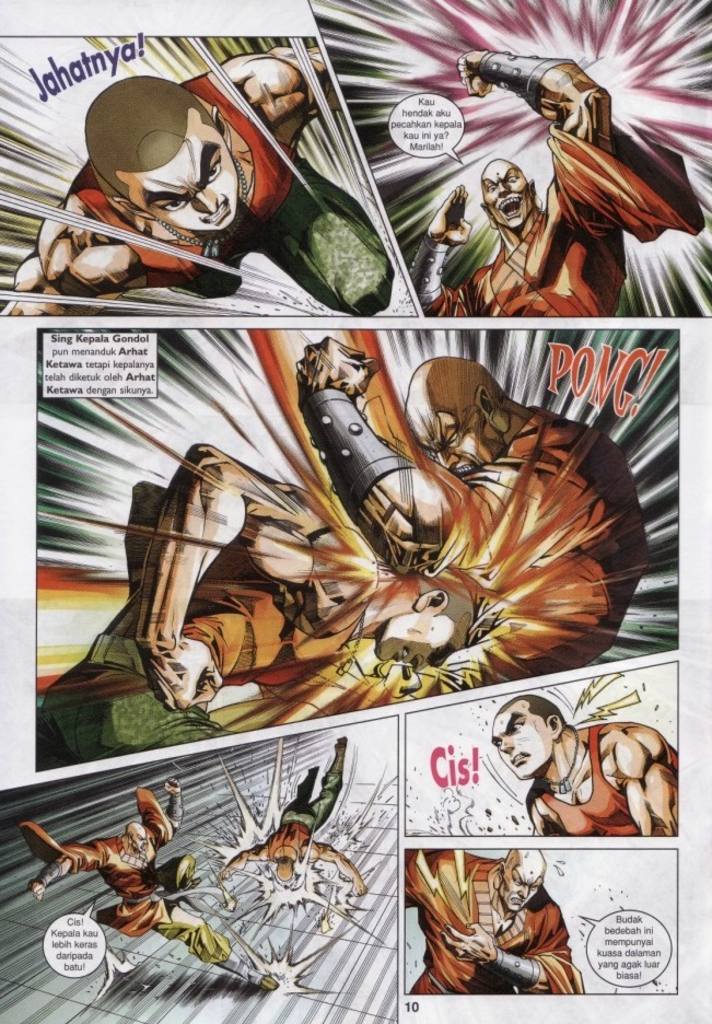 Jahatnya!
Kau
hendak aku
pecahkan kepala
kau ini ya?
Marilah!
Sing Kepala Gondol
pun menanduk Arhat
Ketawa tetapi kepalanya
telah diketuk oleh Arhat
Ketawa dengan sikunya.
PONG!
Cis!
Cis!
Kepala kau
lebih keras
daripada
batu!
Budak
bedebah ini
mempunyai
kuasa dalaman
yang agak luar
biasa!
10